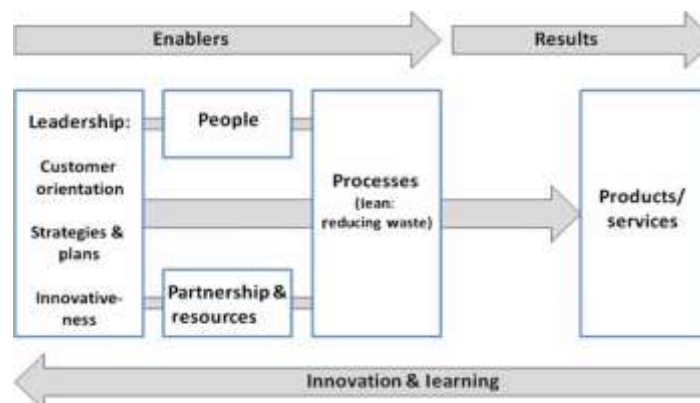 Enablers
Results
Leadership:
Customer
orientation
Strategies &
plans
Innovative-
ness
People
Partnership &
resources
Processes
(lean:
reducing waste)
Products/
services
Innovation & learning